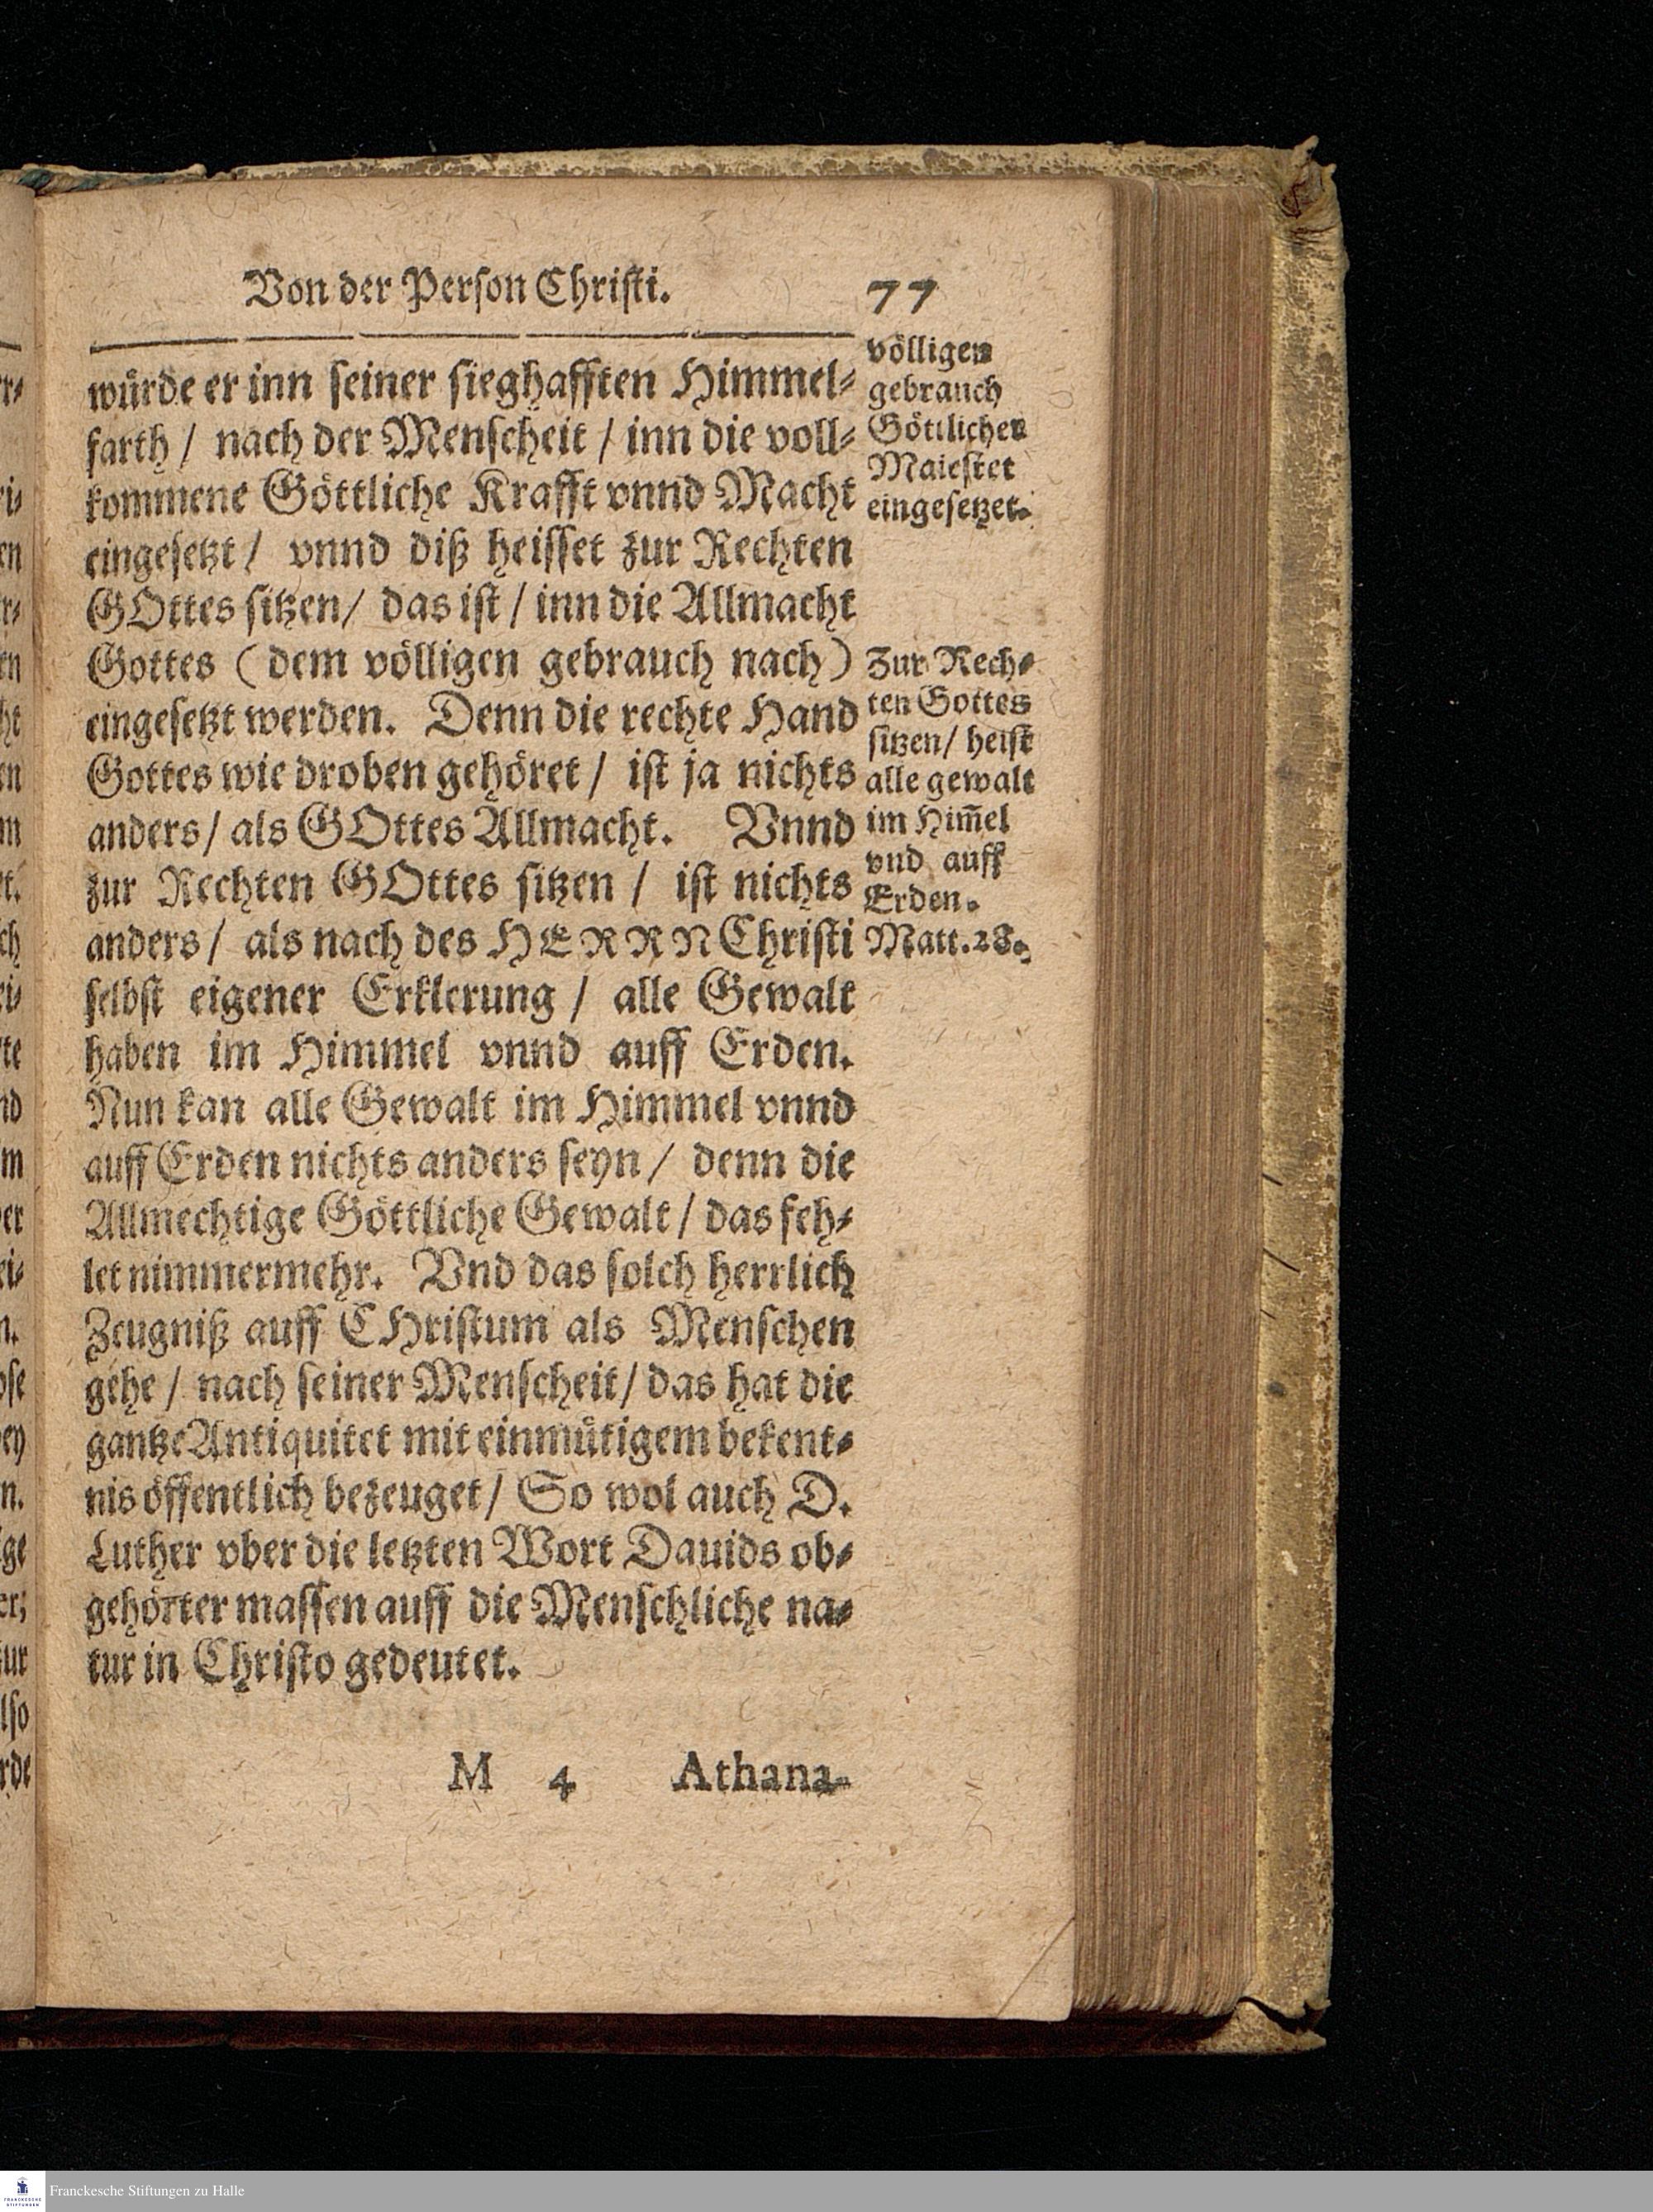 Von der Person Christi.
77
würde er inn seiner sieghafften Himmel-
farth / nach der Menscheit / inn die voll-
kommene Göttliche Krafft vnnd Macht
eingesetzt / vnnd diß heisset zur Rechten
GOttes sitzen / das ist / inn die Allmacht
Gottes (dem völligen gebrauch nach)
eingesetzt werden. Denn die rechte Hand
Gottes wie droben gehöret / ist ja nichts
anders / als GOttes Allmacht. Vnnd
zur Rechten GOttes sitzen / ist nichts
anders / als nach des HERRN Christi
selbst eigener Erklerung / alle Gewalt
haben im Himmel vnnd auff Erden.
Nun kan alle Gewalt im Himmel vnnd
auff Erden nichts anders seyn / denn die
Allmechtige Göttliche Gewalt / das feh-
let nimmermehr. Vnd das solch herrlich
Zeugniß auff CHristum als Menschen
gehe / nach seiner Menscheit / das hat die
gantze Antiquitet mit einmütigem bekent-
nis öffentlich bezeuget / So wol auch D.
Luther vber die letzten Wort Dauids ob-
gehörter massen auff die Menschliche na-
tur in Christo gedeutet.
völligen
gebrauch
Göttlicher
Maiestet
eingesetzet.
Zur Rech-
ten Gottes
sitzen / heist
alle gewalt
im Him̃el
vnd auff
Erden.
Matt. 28.
M 4 Athana-
Franckesche Stiftungen zu Halle